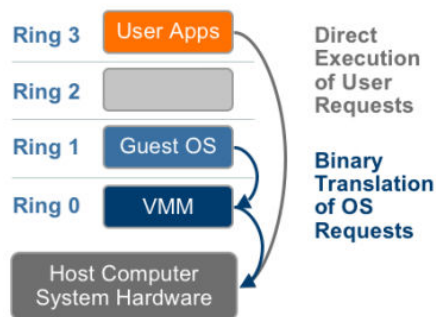 Ring 3
User Apps
Direct
Execution
of User
Requests
Ring 2
Ring 1
Guest OS
Binary
Translation
of OS
Requests
Ring 0
VMM
Host Computer
System Hardware